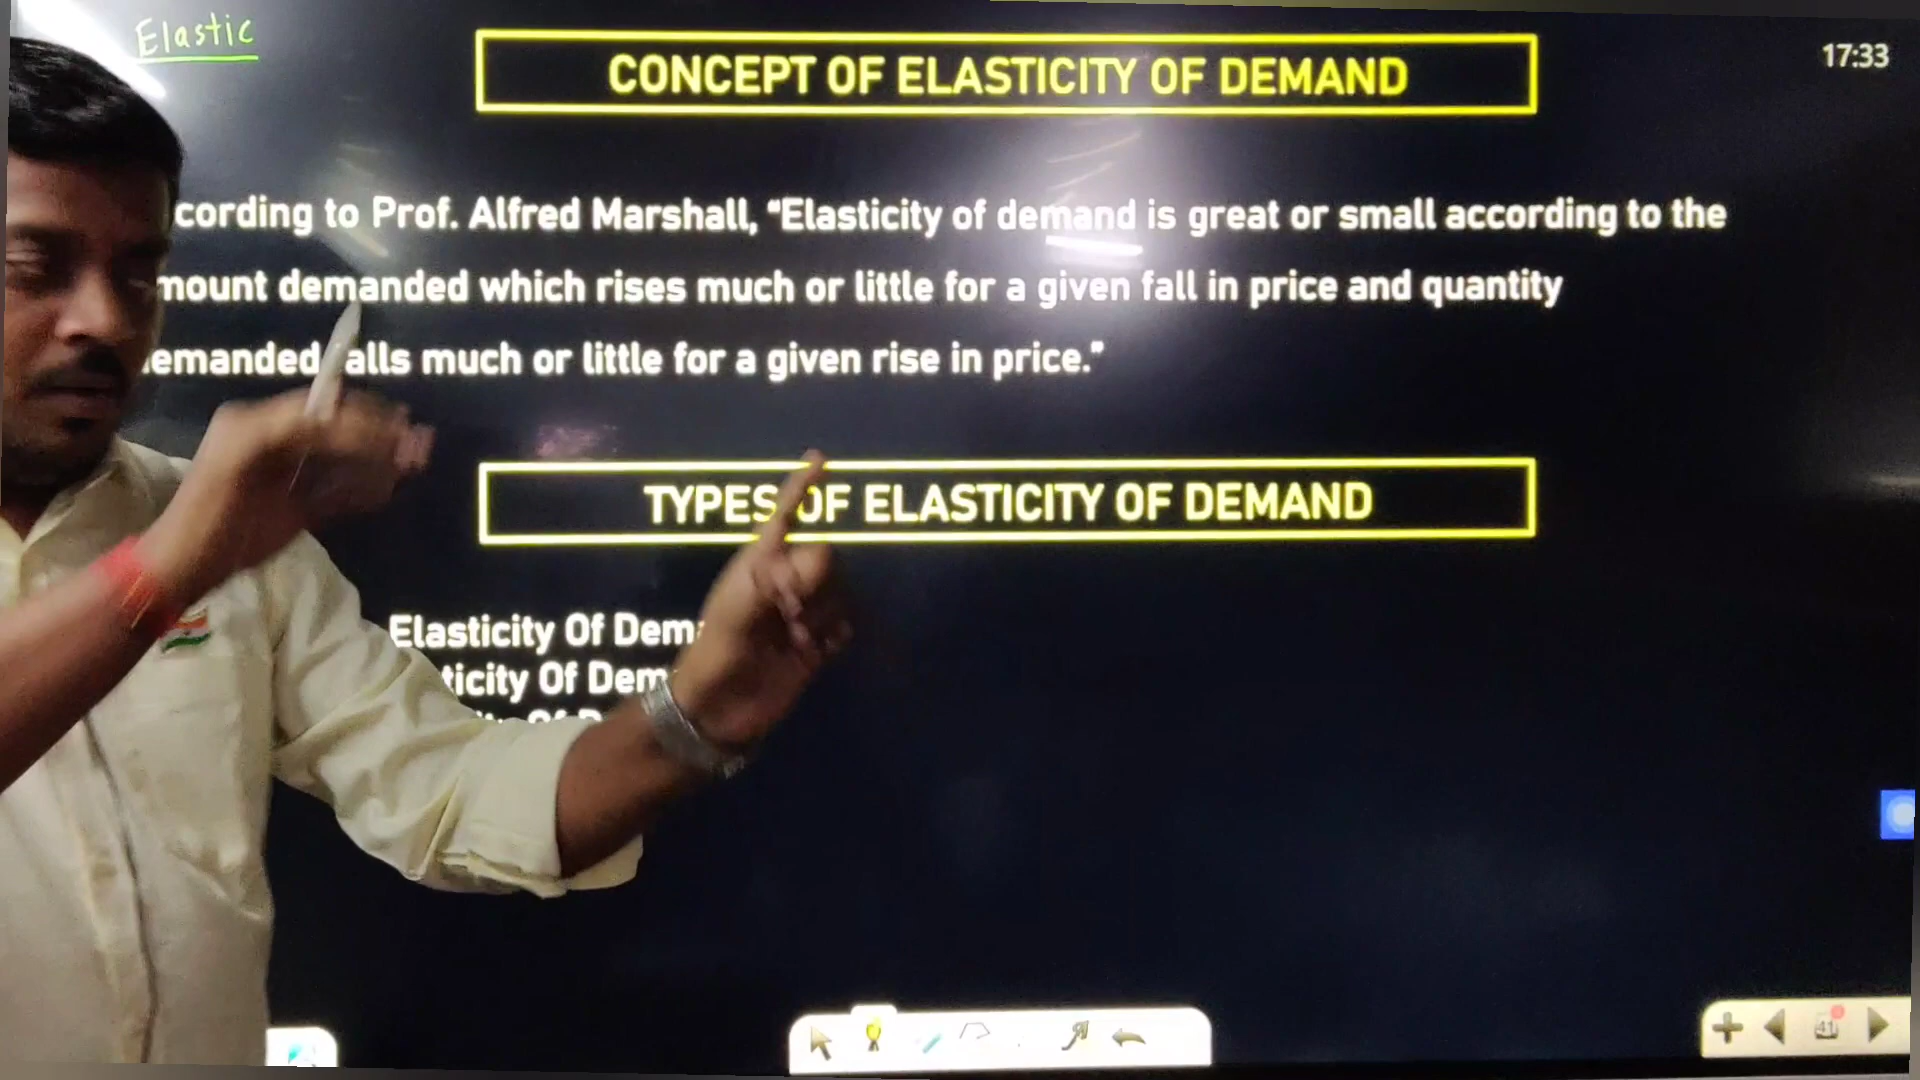 Elastic
CONCEPT OF ELASTICITY OF DEMAND
17:33
cording to Prof. Alfred Marshall, “Elasticity of demand is great or small according to the
mount demanded which rises much or little for a given fall in price and quantity
emanded alls much or little for a given rise in price.”
TYPES OF ELASTICITY OF DEMAND
Elasticity Of Dem
ticity Of Dem
41